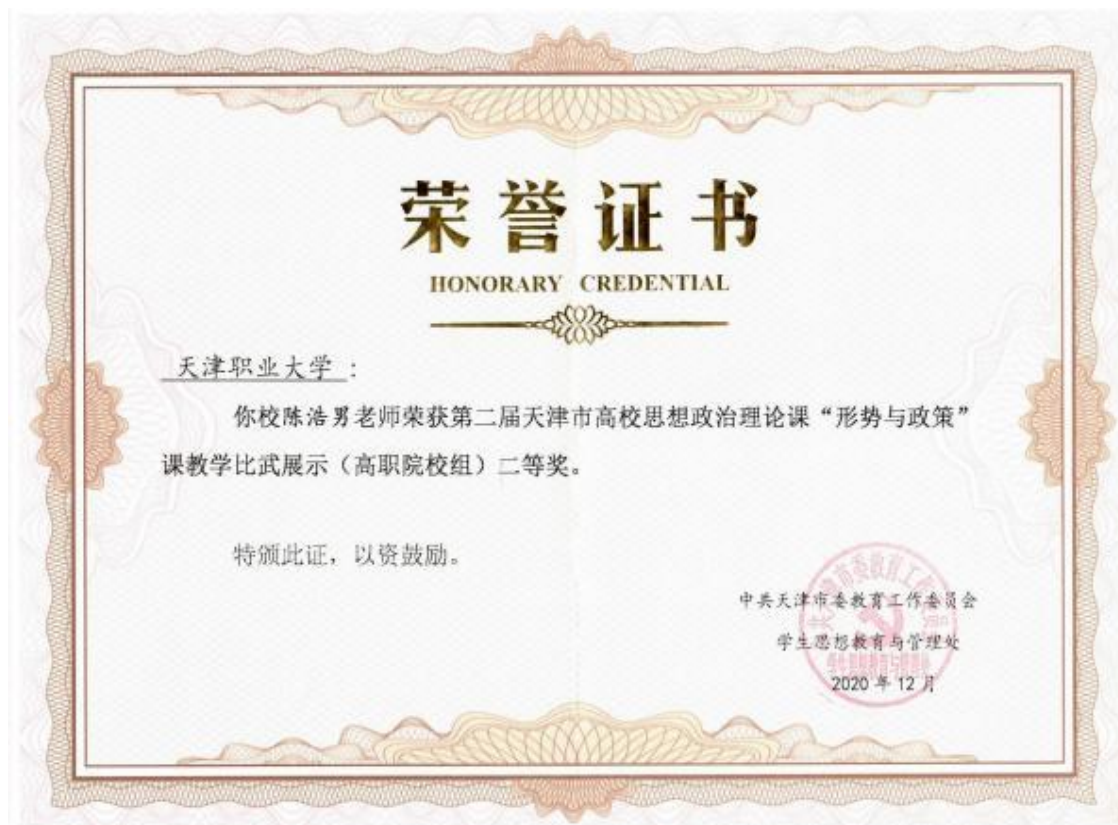 荣誉证书
HONORARY CREDENTIAL
天津职业大学：
你校陈浩男老师荣获第二届天津市高校思想政治理论课“形势与政策”
课教学比武展示（高职院校组）二等奖。
特颁此证，以资鼓励。
中共天津市委教育工作委员会
学生思想教育与管理处
2020年12月